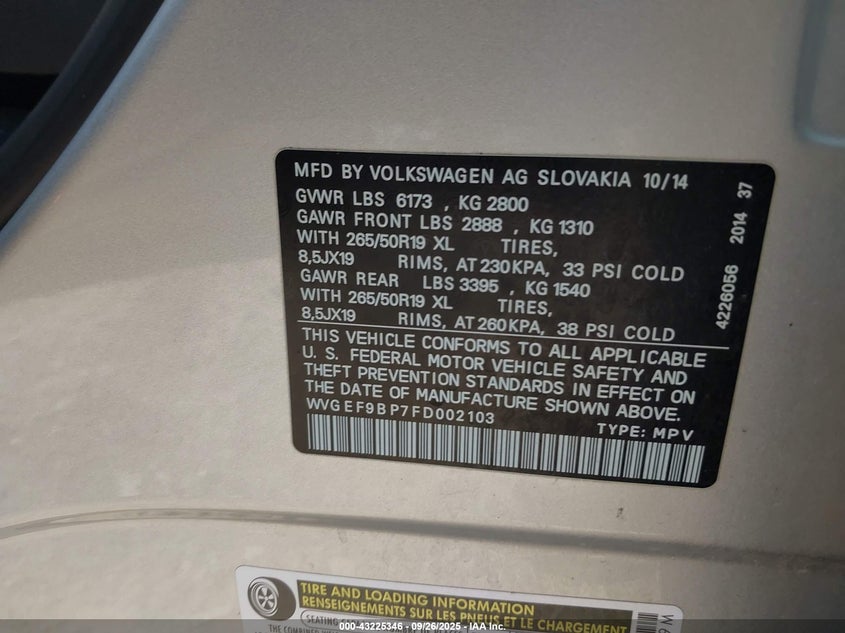 MFD BY VOLKSWAGEN AG SLOVAKIA 10/14
GVWR LBS 6173 , KG 2800
GAWR FRONT LBS 2888 , KG 1310
WITH 265/50R19 XL TIRES,
8,5JX19 RIMS, AT 230KPA, 33 PSI COLD
GAWR REAR LBS 3395 , KG 1540
WITH 265/50R19 XL TIRES,
8,5JX19 RIMS, AT 260KPA, 38 PSI COLD
THIS VEHICLE CONFORMS TO ALL APPLICABLE
U. S. FEDERAL MOTOR VEHICLE SAFETY AND
THEFT PREVENTION STANDARDS IN EFFECT ON
THE DATE OF MANUFACTURE SHOWN ABOVE.
WVGEF9BP7FD002103
TYPE: MPV
4226056 2014 37
TIRE AND LOADING INFORMATION
RENSEIGNEMENTS SUR LES PNEUS ET LE CHARGEMENT
SEATING
THE COMBINED
000-43225346 - 09/26/2025 - IAA Inc.